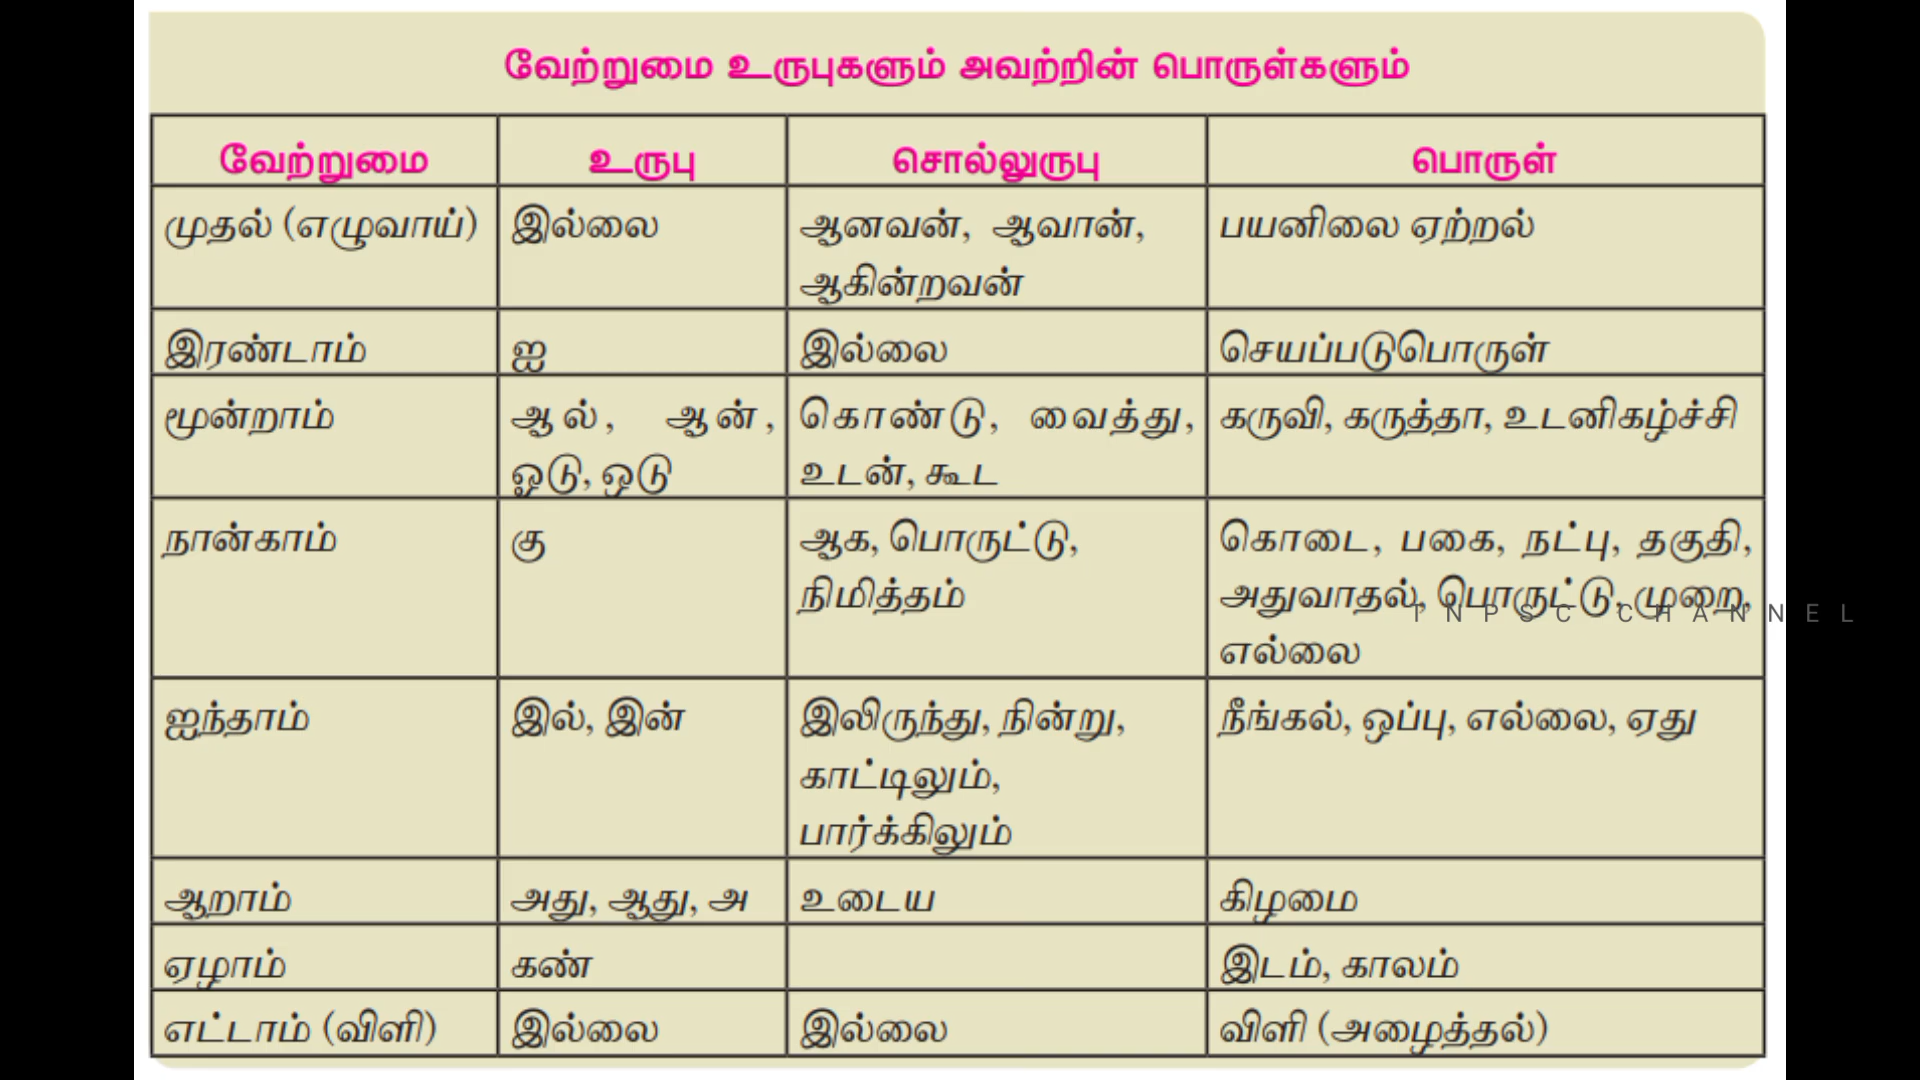 வேற்றுமை உருபுகளும் அவற்றின் பொருள்களும்
வேற்றுமை உருபு சொல்லுருபு பொருள்
முதல் (எழுவாய்) இல்லை ஆனவன், ஆவான், பயனிலை ஏற்றல்
ஆகின்றவன்
இரண்டாம் ஐ இல்லை செயப்படுபொருள்
மூன்றாம் ஆல், ஆன், கொண்டு, வைத்து, கருவி, கருத்தா, உடனிகழ்ச்சி
ஓடு, ஒடு உடன், கூட
நான்காம் கு ஆக, பொருட்டு, கொடை, பகை, நட்பு, தகுதி,
நிமித்தம் அதுவாதல், பொருட்டு, முறை,
TNPSC CHANNEL
எல்லை
ஐந்தாம் இல், இன் இலிருந்து, நின்று, நீங்கல், ஒப்பு, எல்லை, ஏது
காட்டிலும்,
பார்க்கிலும்
ஆறாம் அது, ஆது, அ உடைய கிழமை
ஏழாம் கண் இடம், காலம்
எட்டாம் (விளி) இல்லை இல்லை விளி (அழைத்தல்)